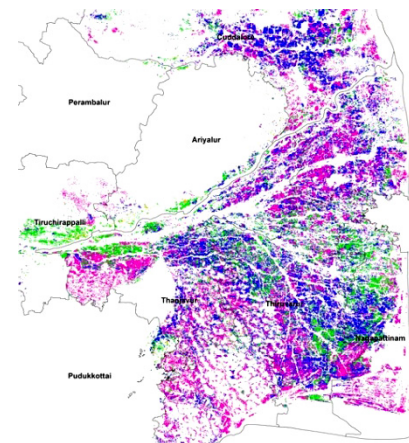 Cuddalore
Perambalur
Ariyalur
Tiruchirappalli
Thanjavur
Thiruvarur
Nagapattinam
Pudukkottai